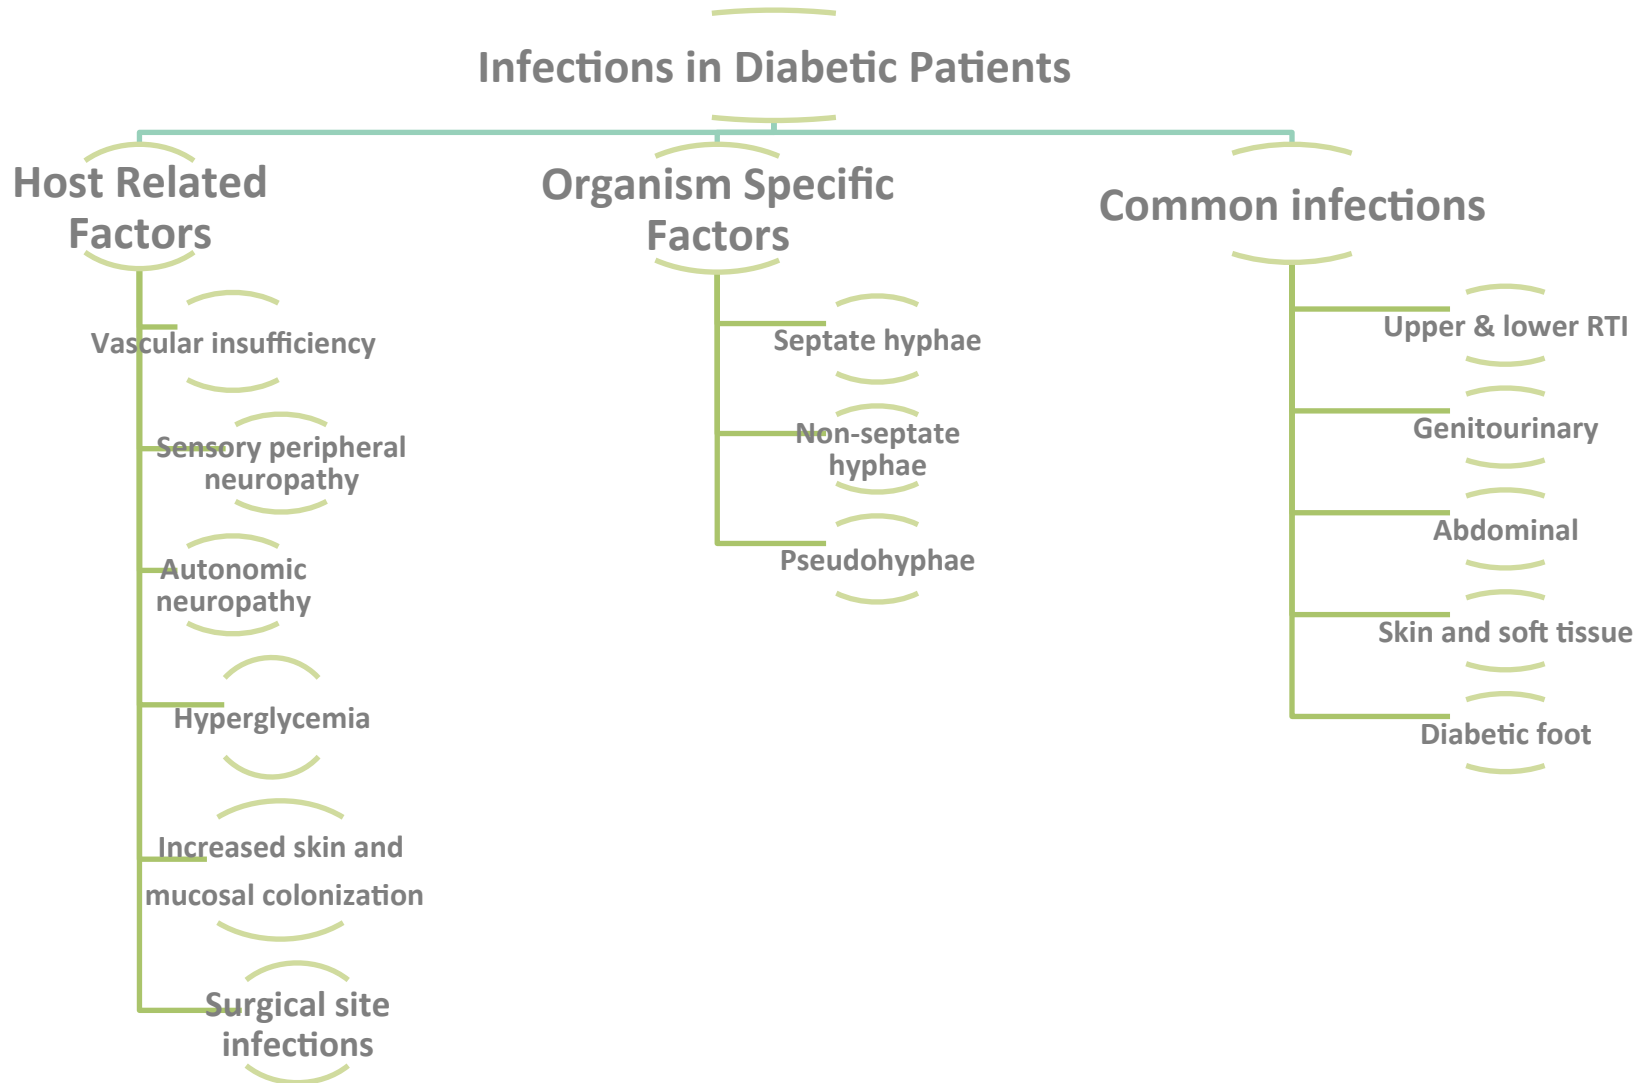 Infections in Diabetic Patients
Host Related
Factors
Vascular insufficiency
Sensory peripheral
neuropathy
Autonomic
neuropathy
Hyperglycemia
Increased skin and
mucosal colonization
Surgical site
infections
Organism Specific
Factors
Septate hyphae
Non-septate
hyphae
Pseudohyphae
Common infections
Upper & lower RTI
Genitourinary
Abdominal
Skin and soft tissue
Diabetic foot